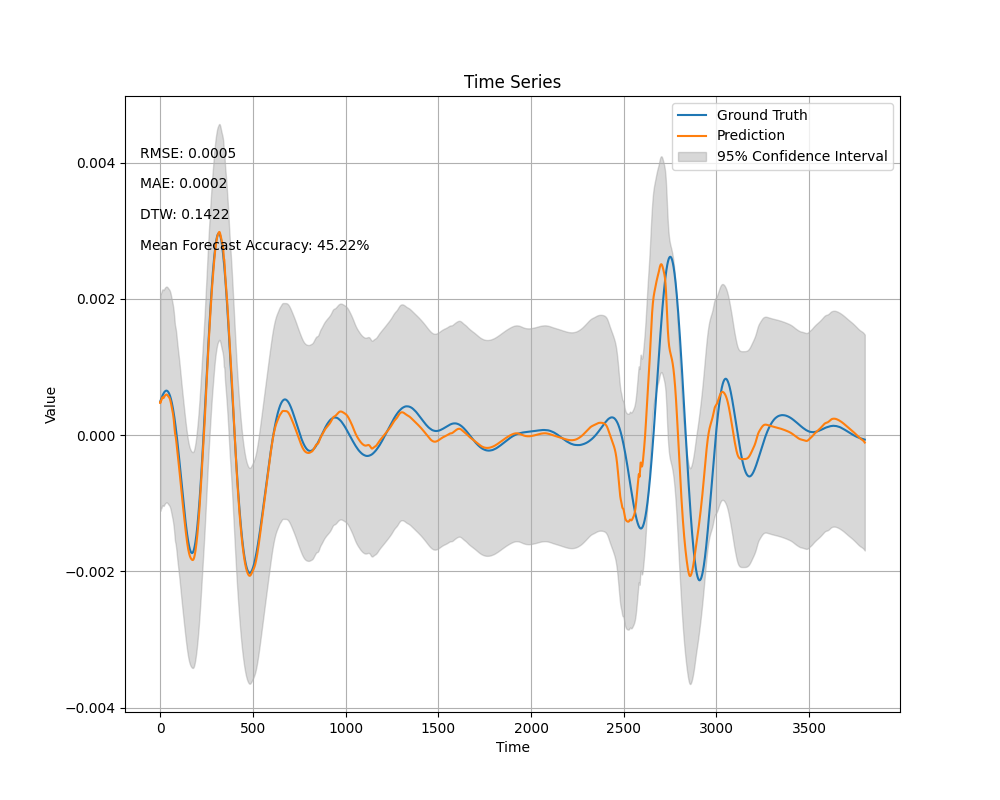 Time Series
Ground Truth
Prediction
95% Confidence Interval
RMSE: 0.0005
MAE: 0.0002
DTW: 0.1422
Mean Forecast Accuracy: 45.22%
Value
0.004
0.002
0.000
−0.002
−0.004
0 500 1000 1500 2000 2500 3000 3500
Time